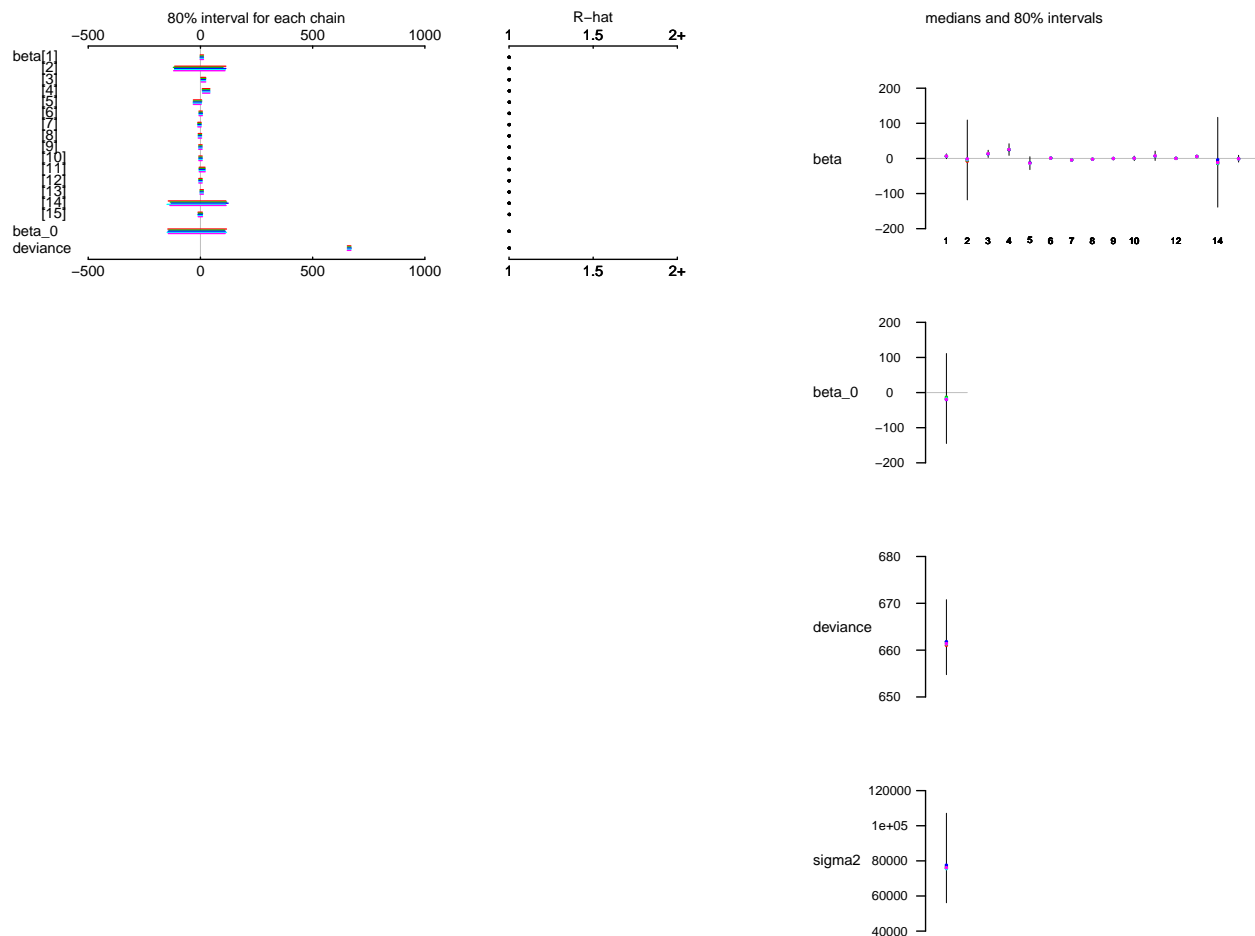 80% interval for each chain
R−hat
medians and 80% intervals
−500 0 500 1000
1 1.5 2+
beta[1]
[2]
[3]
[4]
[5]
[6]
[7]
[8]
[9]
[10]
[11]
[12]
[13]
[14]
[15]
beta_0
deviance
−500 0 500 1000
1 1.5 2+
200
100
beta
0
−100
−200
1 2 3 4 5 6 7 8 9 10 12 14
200
100
beta_0
0
−100
−200
680
670
deviance
660
650
120000
1e+05
sigma2
80000
60000
40000